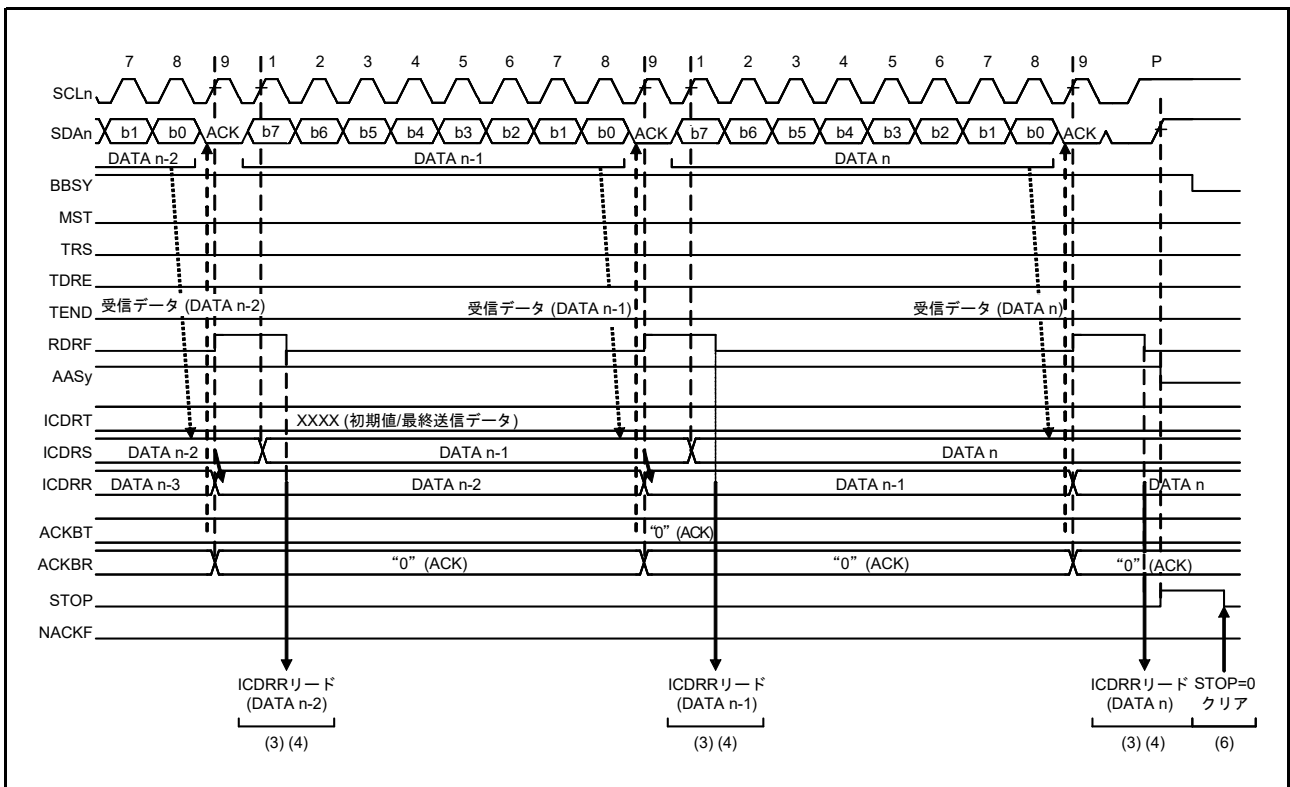 7 8 9 1 2 3 4 5 6 7 8 9 1 2 3 4 5 6 7 8 9 P
SCLn
SDAn b1 b0 ACK b7 b6 b5 b4 b3 b2 b1 b0 ACK b7 b6 b5 b4 b3 b2 b1 b0 ACK
DATA n-2 DATA n-1 DATA n
BBSY
MST
TRS
TDRE
TEND 受信データ (DATA n-2) 受信データ (DATA n-1) 受信データ (DATA n)
RDRF
AASy
ICDRT XXXX (初期値/最終送信データ)
ICDRS DATA n-2 DATA n-1 DATA n
ICDRR DATA n-3 DATA n-2 DATA n-1 DATA n
ACKBT “0” (ACK)
ACKBR “0” (ACK) “0” (ACK) “0” (ACK)
STOP
NACKF
ICDRRリード ICDRRリード ICDRRリード STOP=0
(DATA n-2) (DATA n-1) (DATA n) クリア
(3) (4) (3) (4) (3) (4) (6)